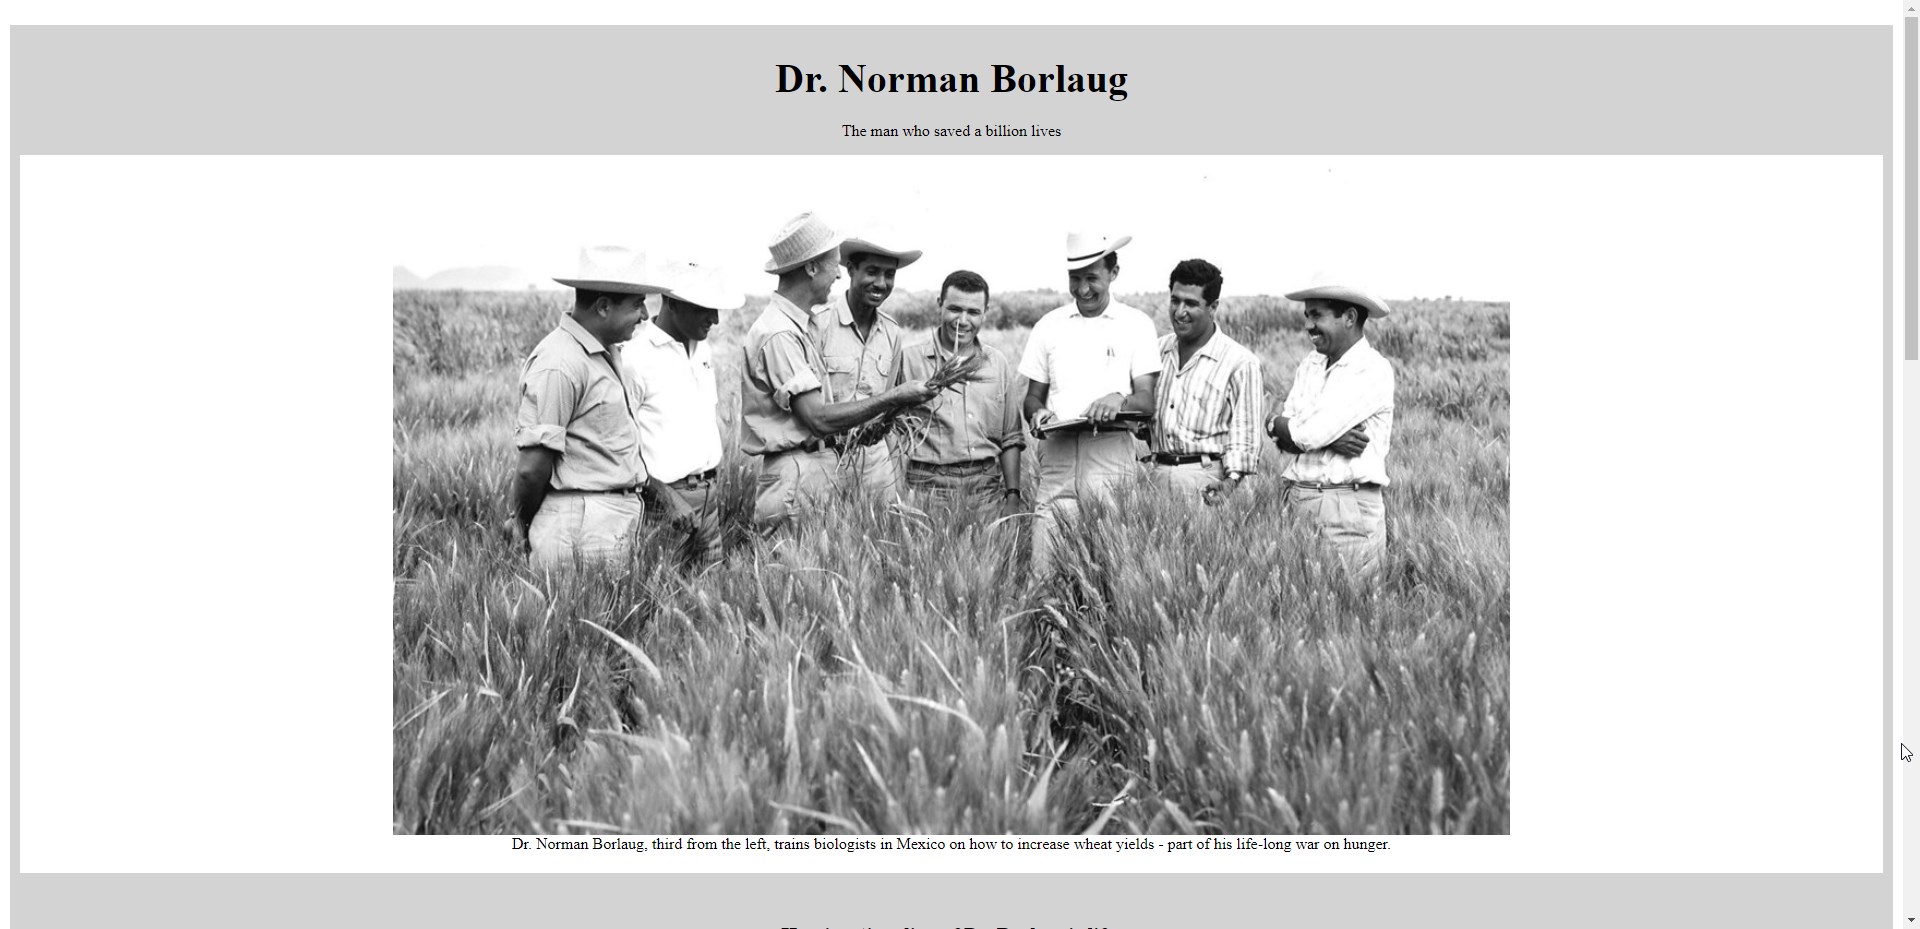 Dr. Norman Borlaug
The man who saved a billion lives
Dr. Norman Borlaug, third from the left, trains biologists in Mexico on how to increase wheat yields - part of his life-long war on hunger.